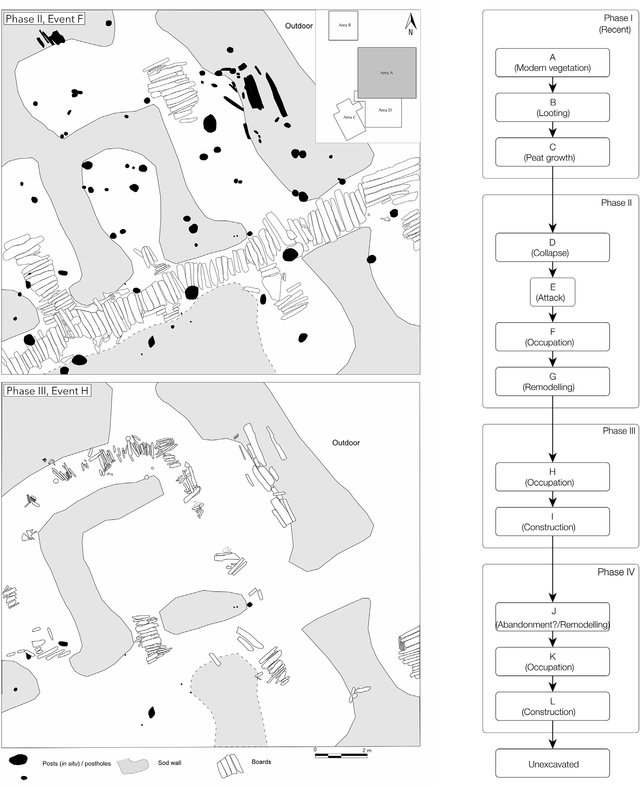 Phase II, Event F
Outdoor
N
Area B
Area A
Area C
Area D
Phase III, Event H
Outdoor
Posts (in situ) / postholes
Sod wall
Boards
0
2 m
Phase I
(Recent)
A
(Modern vegetation)
B
(Looting)
C
(Peat growth)
Phase II
D
(Collapse)
E
(Attack)
F
(Occupation)
G
(Remodelling)
Phase III
H
(Occupation)
I
(Construction)
Phase IV
J
(Abandonment?/Remodelling)
K
(Occupation)
L
(Construction)
Unexcavated